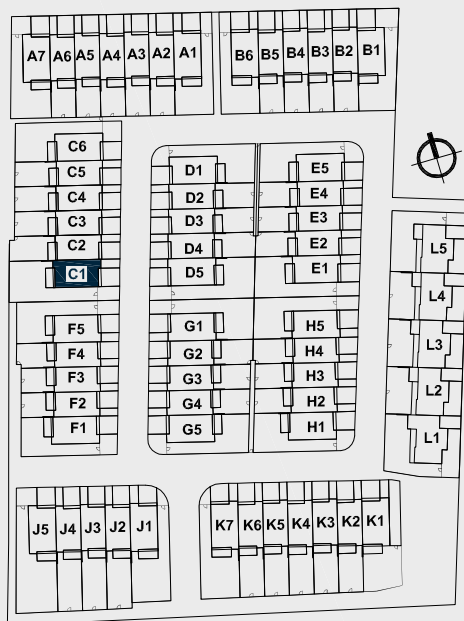 A7 A6 A5 A4 A3 A2 A1
B6 B5 B4 B3 B2 B1
C6
C5
C4
C3
C2
C1
D1
D2
D3
D4
D5
E5
E4
E3
E2
E1
L5
L4
L3
L2
L1
F5
F4
F3
F2
F1
G1
G2
G3
G4
G5
H5
H4
H3
H2
H1
J5 J4 J3 J2 J1
K7 K6 K5 K4 K3 K2 K1